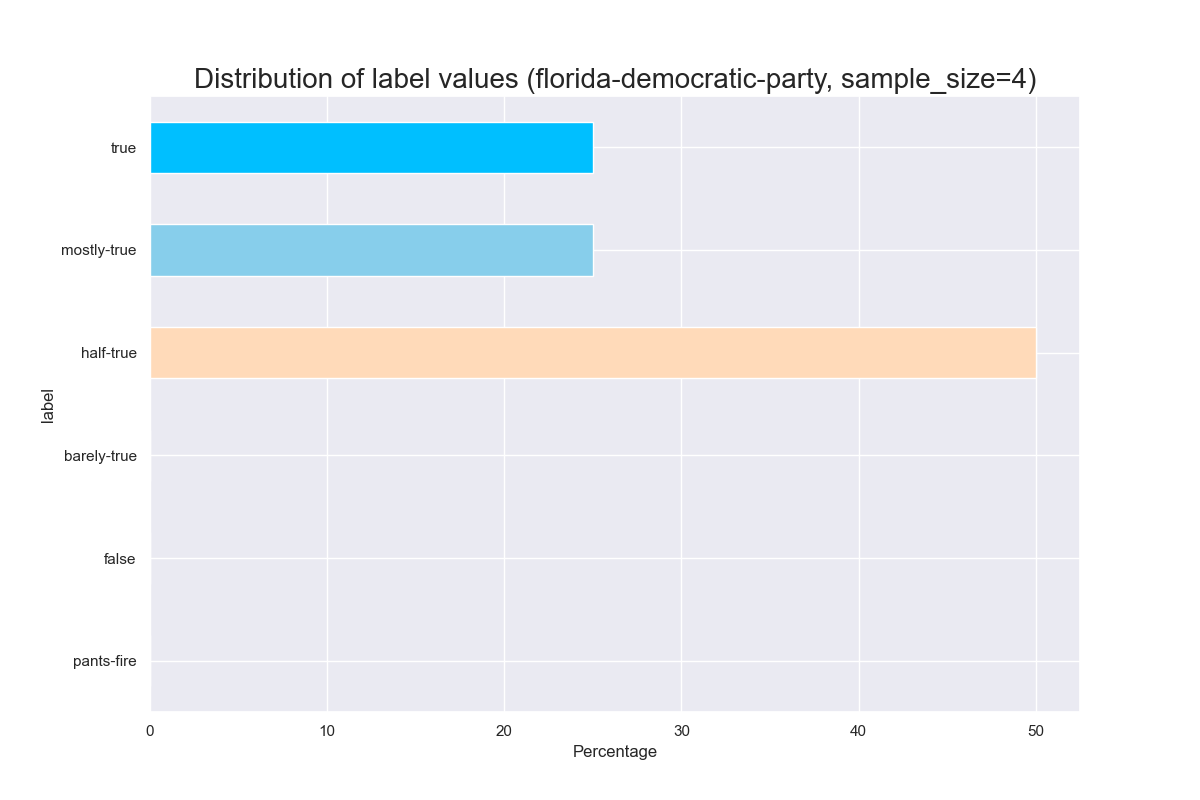 Distribution of label values (florida-democratic-party, sample_size=4)
true
mostly-true
half-true
label
barely-true
false
pants-fire
0 10 20 30 40 50
Percentage